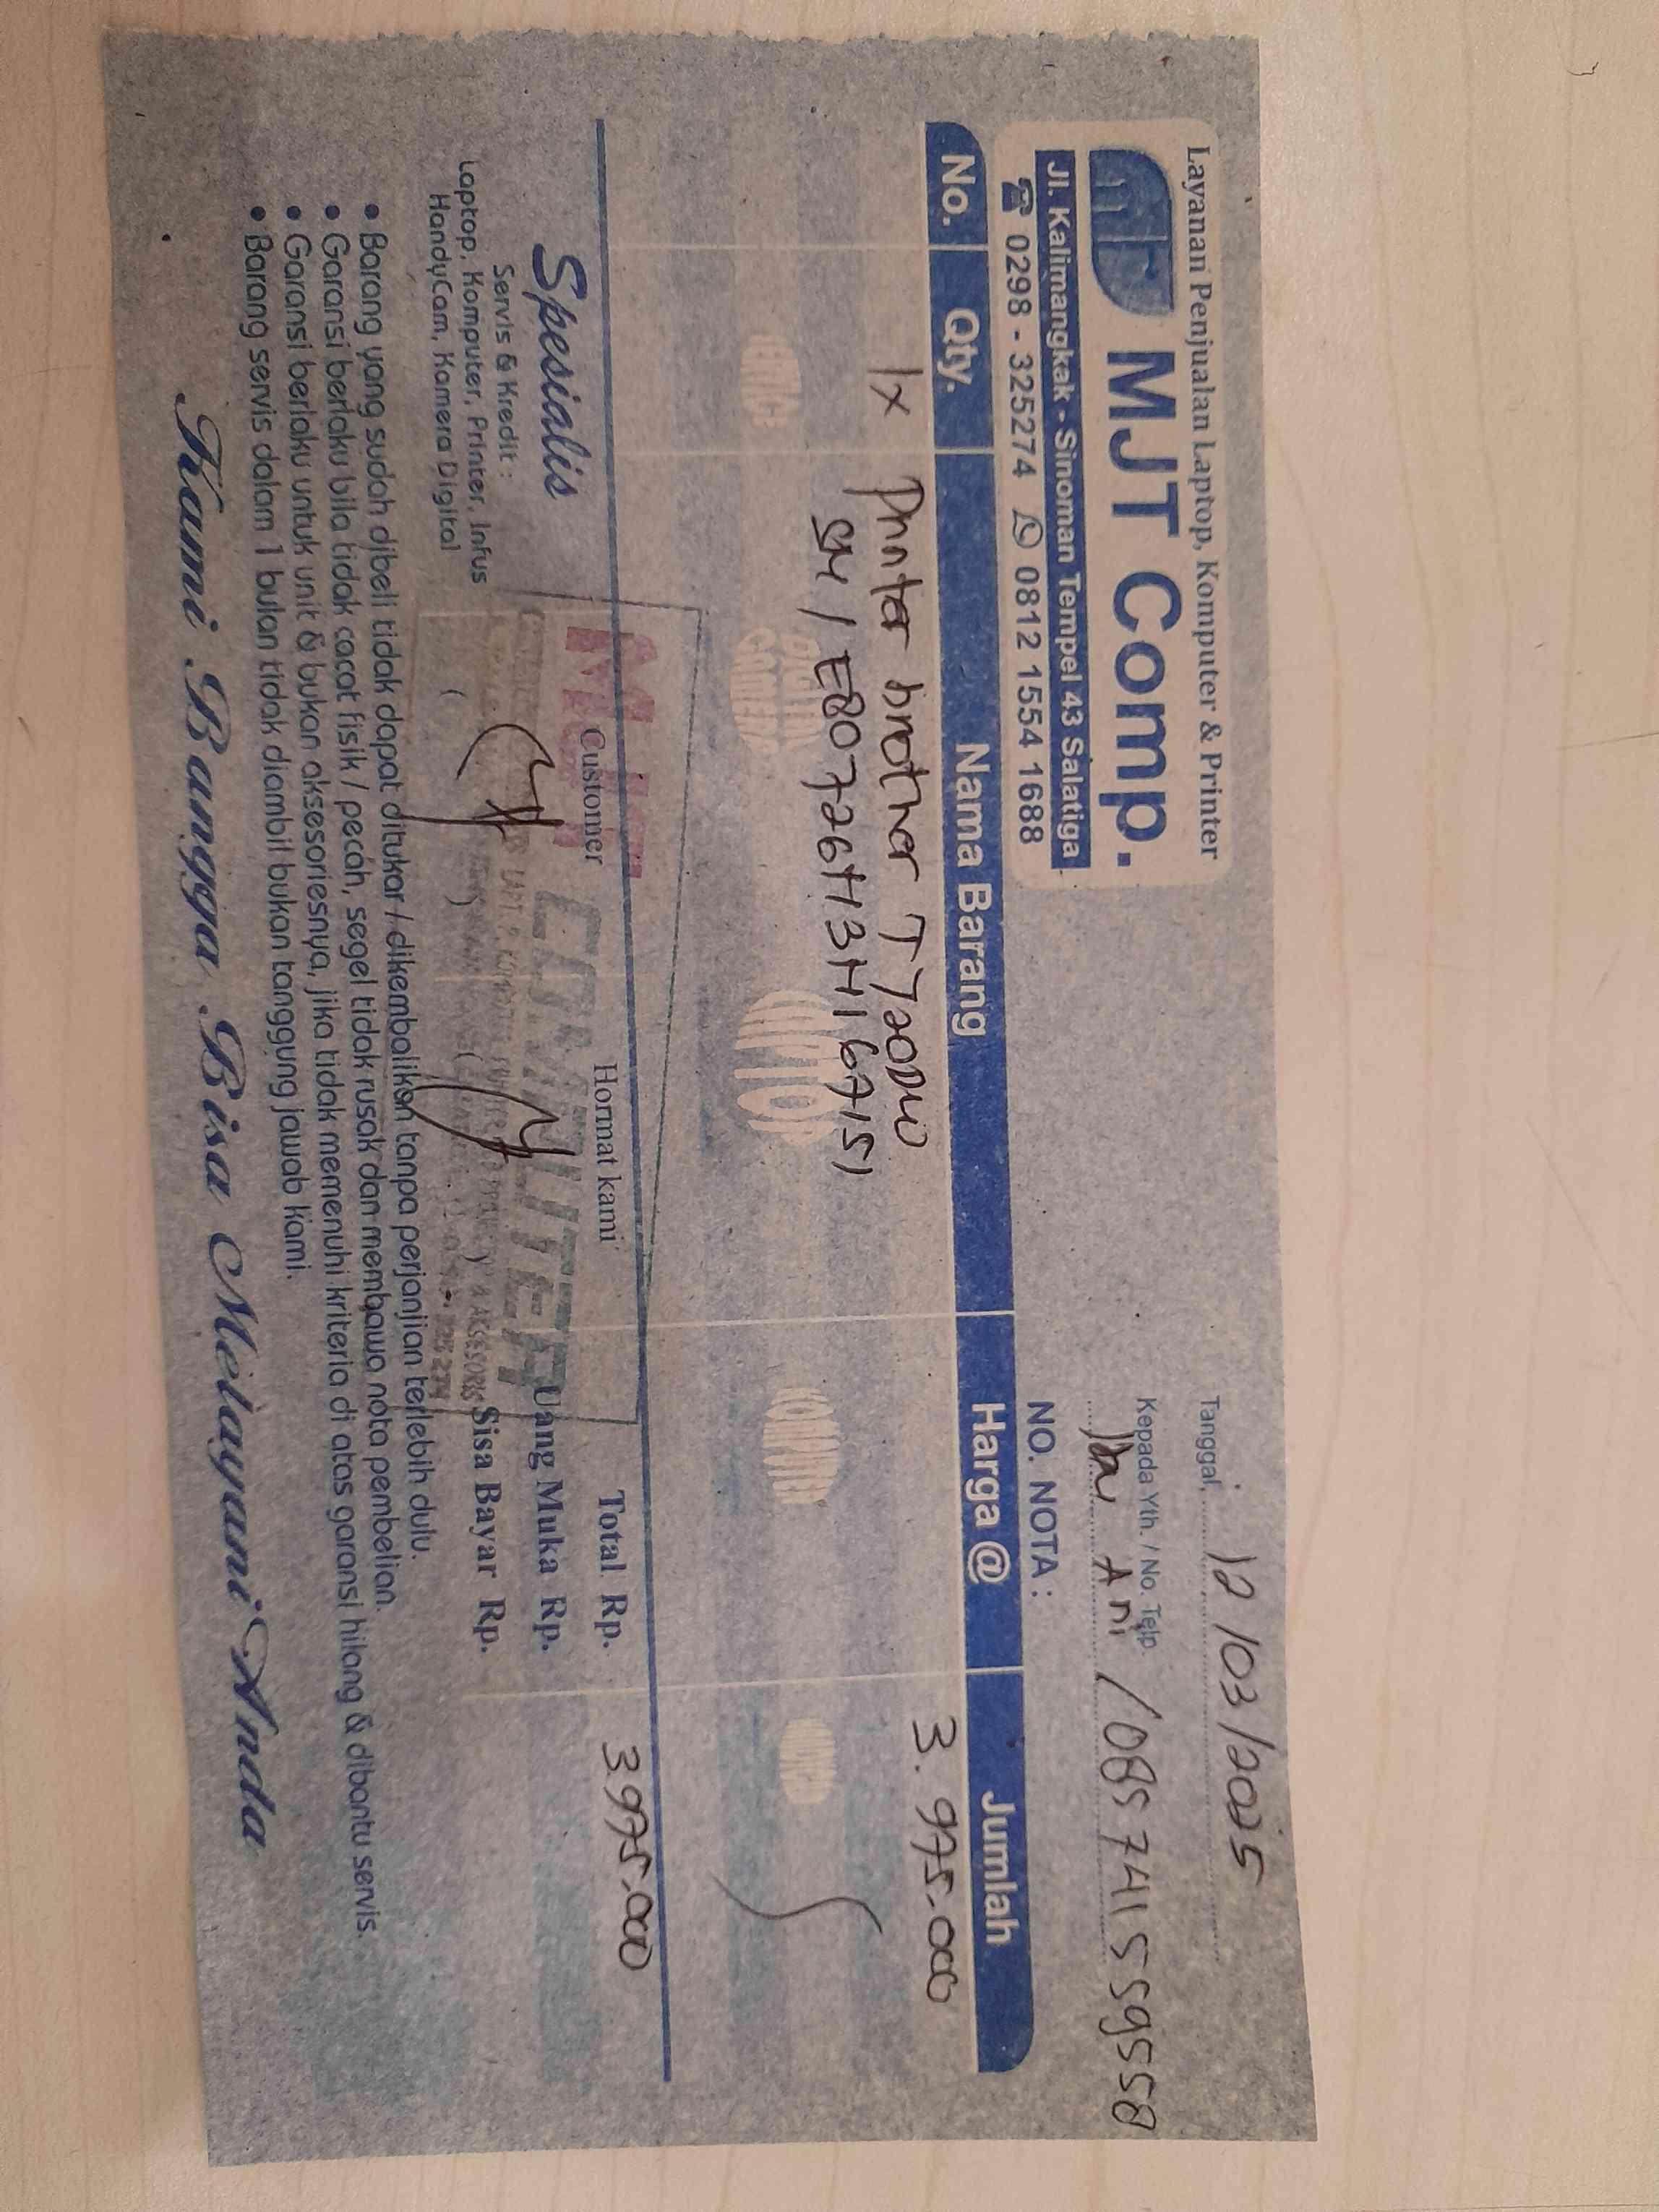 Layanan Penjualan Laptop, Komputer & Printer
MJT Comp.
Jl. Kalimangkak - Sinoman Tempel 43 Salatiga
0298 - 325274 0812 1554 1688
Tanggal, 12/03/2025
Kepada Yth. / No. Telp.
Ibu Ani / 085741559558
NO. NOTA :
No. Qty. Nama Barang Harga @ Jumlah
1x Printer brother T720DW 3.975.000
SN / E80726H3H167151
Total Rp. 3.975.000
Uang Muka Rp.
Sisa Bayar Rp.
Customer
Hormat kami
COMPUTER
Spesialis
Servis & Kredit :
Laptop, Komputer, Printer, Infus
HandyCam, Kamera Digital
• Barang yang sudah dibeli tidak dapat ditukar / dikembalikan tanpa perjanjian terlebih dulu.
• Garansi berlaku bila tidak cacat fisik / pecah, segel tidak rusak dan membawa nota pembelian.
• Garansi berlaku untuk unit & bukan aksesoriesnya, jika tidak memenuhi kriteria di atas garansi hilang & dibantu servis.
• Barang servis dalam 1 bulan tidak diambil bukan tanggung jawab kami.
Kami Bangga Bisa Melayani Anda